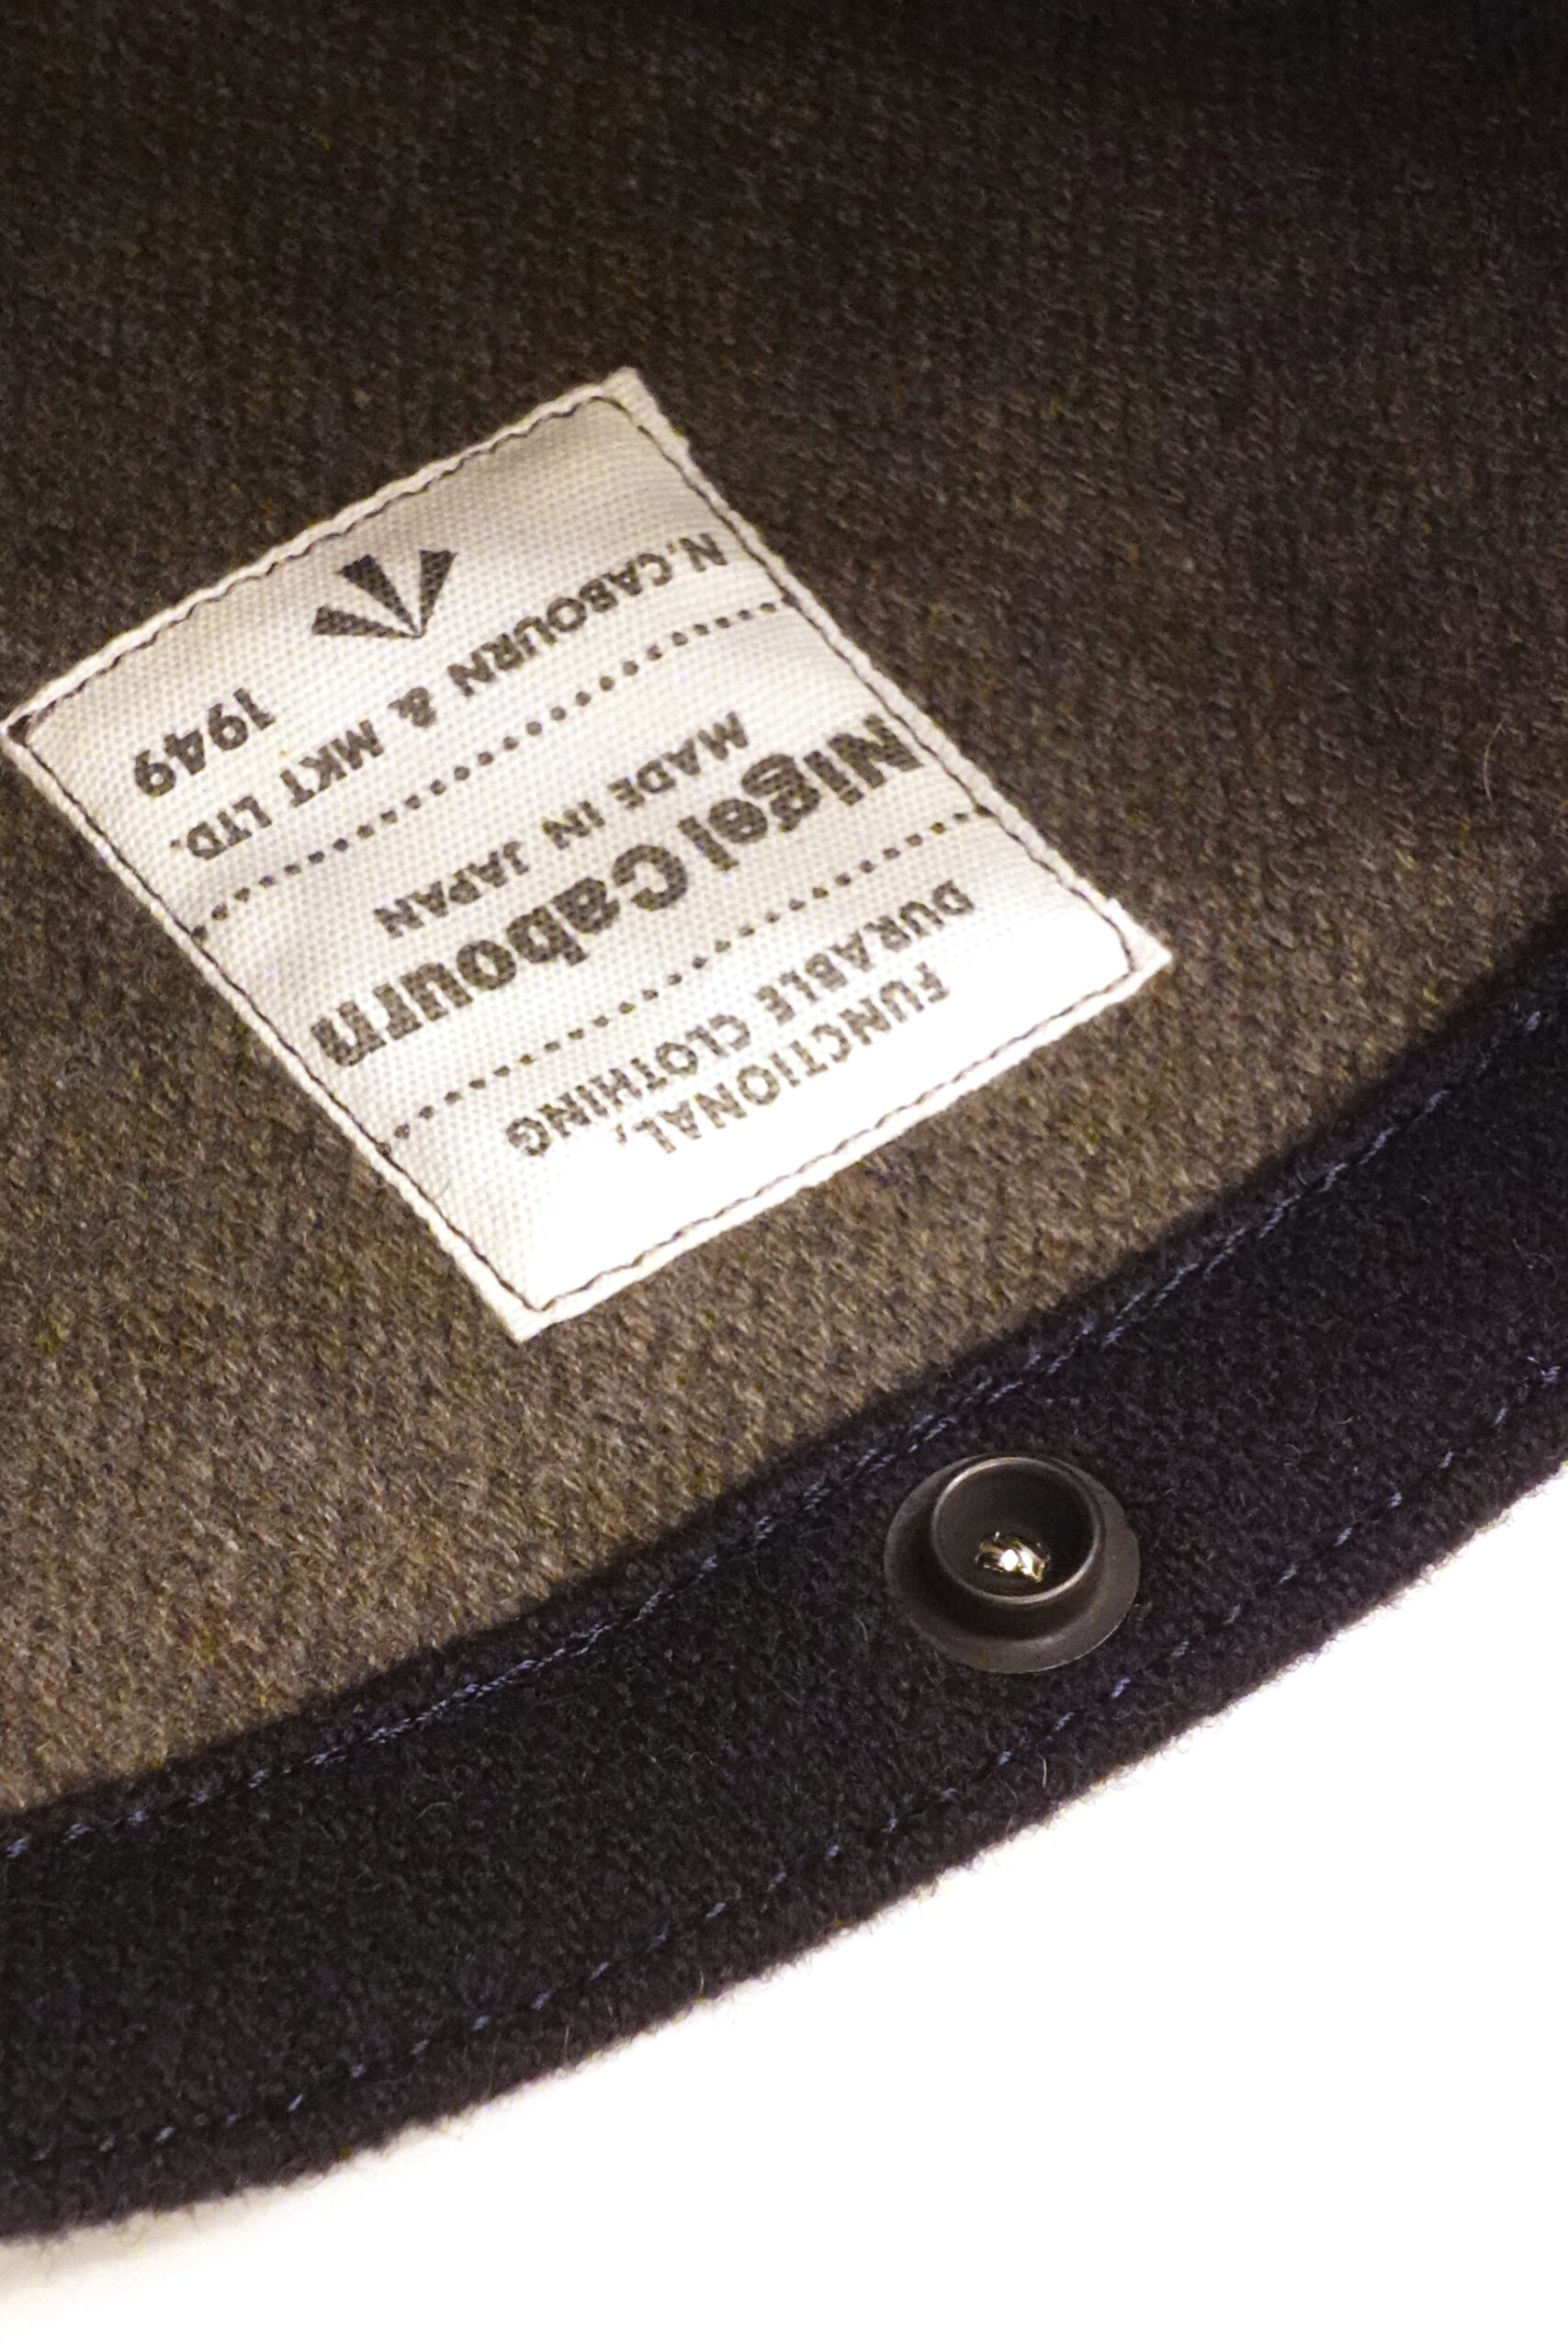 FUNCTIONAL,
DURABLE CLOTHING
Nigel Cabourn
MADE IN JAPAN
N.CABOURN & MKT LTD.
1949